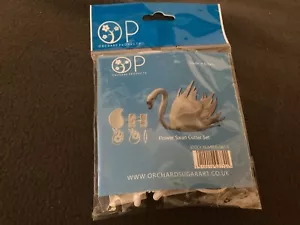 OP
ORCHARD PRODUCTS
Flower Swan Cutter Set
WWW.ORCHARDSUGARART.CO.UK